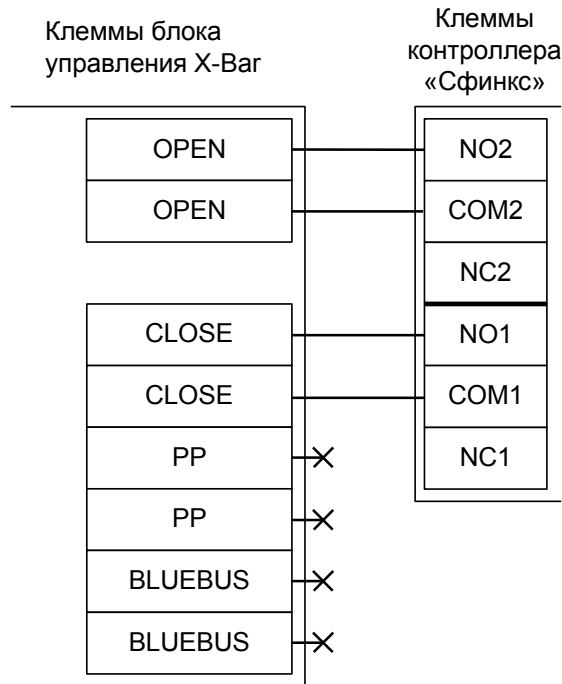 Клеммы блока
управления X-Bar
Клеммы
контроллера
«Сфинкс»
OPEN
OPEN
CLOSE
CLOSE
PP
PP
BLUEBUS
BLUEBUS
NO2
COM2
NC2
NO1
COM1
NC1